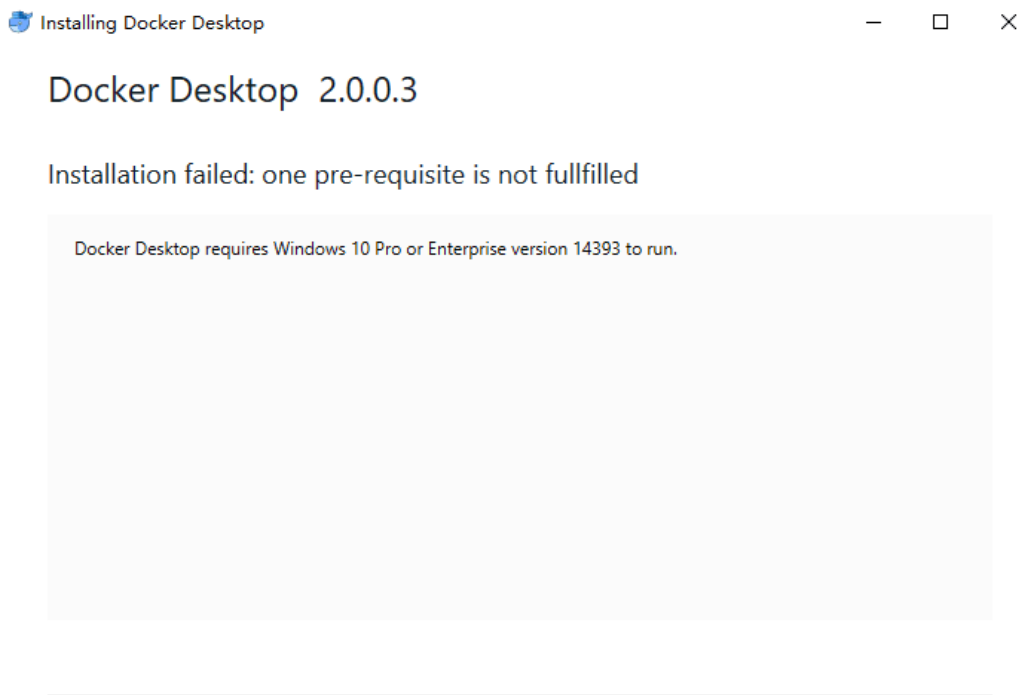 Installing Docker Desktop
Docker Desktop 2.0.0.3
Installation failed: one pre-requisite is not fullfilled
Docker Desktop requires Windows 10 Pro or Enterprise version 14393 to run.